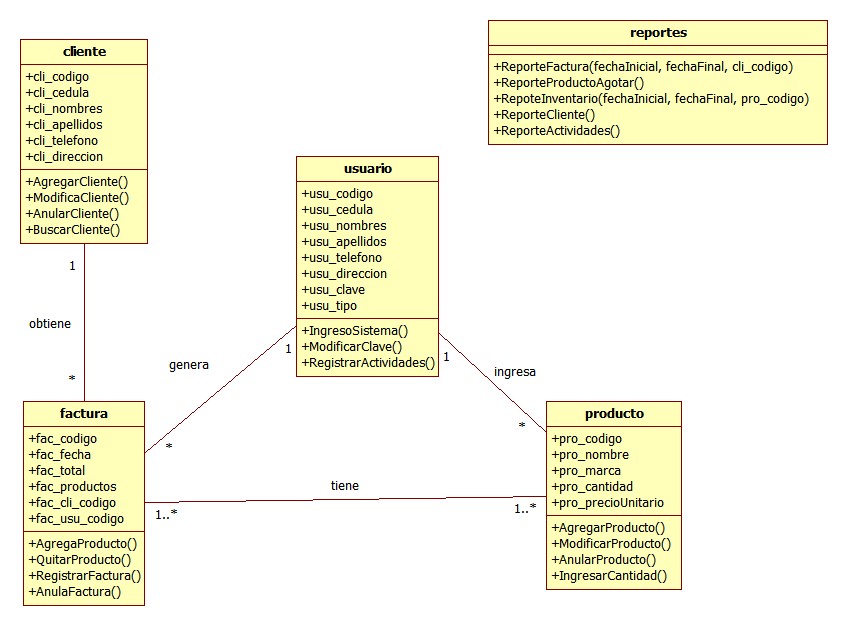 cliente
+cli_codigo
+cli_cedula
+cli_nombres
+cli_apellidos
+cli_telefono
+cli_direccion
+AgregarCliente()
+ModificaCliente()
+AnularCliente()
+BuscarCliente()
reportes
+ReporteFactura(fechaInicial, fechaFinal, cli_codigo)
+ReporteProductoAgotar()
+RepoteInventario(fechaInicial, fechaFinal, pro_codigo)
+ReporteCliente()
+ReporteActividades()
usuario
+usu_codigo
+usu_cedula
+usu_nombres
+usu_apellidos
+usu_telefono
+usu_direccion
+usu_clave
+usu_tipo
+IngresoSistema()
+ModificarClave()
+RegistrarActividades()
1
obtiene
*
genera
1
*
1
ingresa
*
factura
+fac_codigo
+fac_fecha
+fac_total
+fac_productos
+fac_cli_codigo
+fac_usu_codigo
+AgregaProducto()
+QuitarProducto()
+RegistrarFactura()
+AnulaFactura()
tiene
1..*
1..*
producto
+pro_codigo
+pro_nombre
+pro_marca
+pro_cantidad
+pro_precioUnitario
+AgregarProducto()
+ModificarProducto()
+AnularProducto()
+IngresarCantidad()